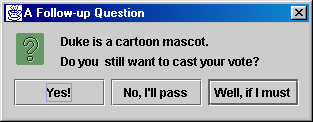 A Follow-up Question
Duke is a cartoon mascot.
Do you still want to cast your vote?
Yes!
No, I'll pass
Well, if I must